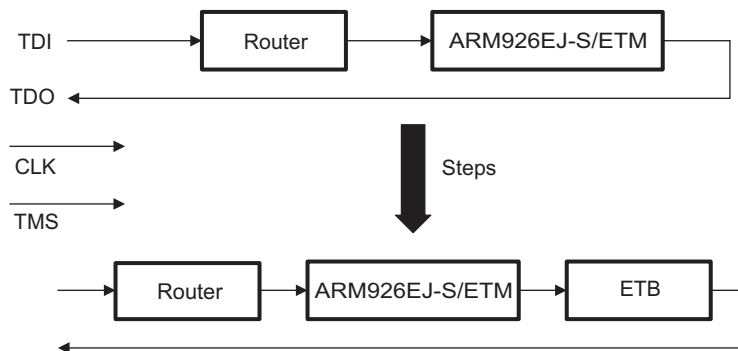 TDI
Router
ARM926EJ-S/ETM
TDO
CLK
Steps
TMS
Router
ARM926EJ-S/ETM
ETB